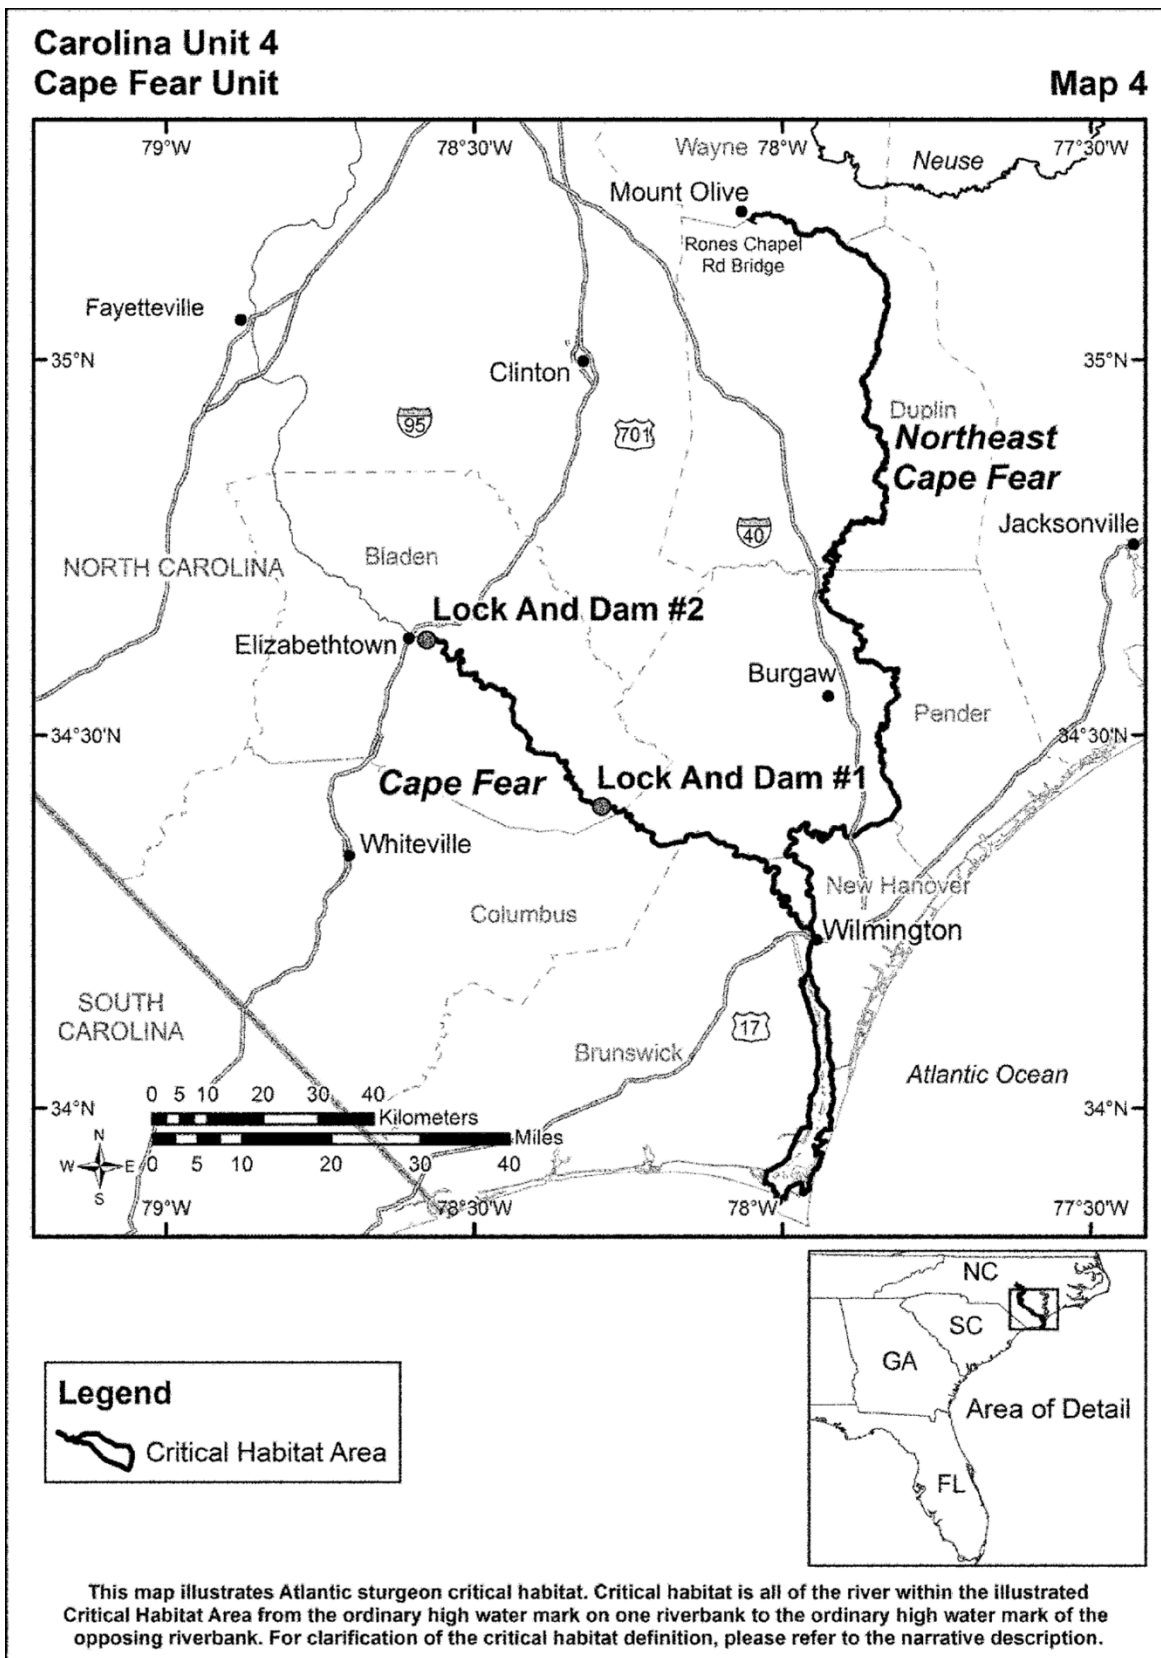 Carolina Unit 4
Cape Fear Unit
Map 4
79°W
78°30'W
Wayne
78°W
77°30'W
Neuse
Mount Olive
Rones Chapel
Rd Bridge
Fayetteville
35°N
Clinton
35°N
95
701
Duplin
Northeast
Cape Fear
40
Jacksonville
NORTH CAROLINA
Bladen
Lock And Dam #2
Elizabethtown
Burgaw
Pender
34°30'N
34°30'N
Cape Fear
Lock And Dam #1
Whiteville
New Hanover
Columbus
Wilmington
SOUTH
CAROLINA
17
Brunswick
Atlantic Ocean
0 5 10 20 30 40
Kilometers
34°N
34°N
Miles
0 5 10 20 30 40
N
W E
S
79°W
78°30'W
78°W
77°30'W
NC
SC
GA
Area of Detail
FL
Legend
Critical Habitat Area
This map illustrates Atlantic sturgeon critical habitat. Critical habitat is all of the river within the illustrated
Critical Habitat Area from the ordinary high water mark on one riverbank to the ordinary high water mark of the
opposing riverbank. For clarification of the critical habitat definition, please refer to the narrative description.